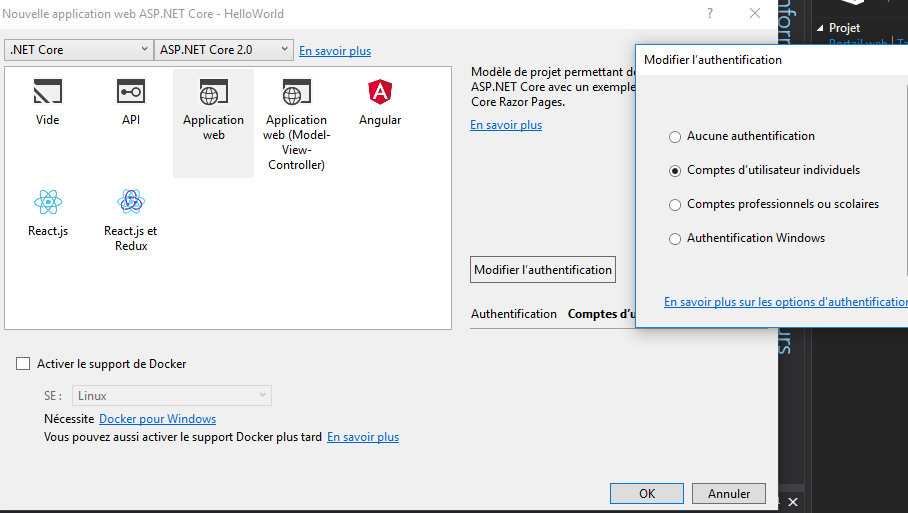 Nouvelle application web ASP.NET Core - HelloWorld
?
.NET Core
ASP.NET Core 2.0
En savoir plus
Vide
API
Application
web
Application
web (Model-
View-
Controller)
Angular
React.js
React.js et
Redux
Modèle de projet permettant de
ASP.NET Core avec un exemple
Core Razor Pages.
En savoir plus
Modifier l'authentification
Authentification Comptes d'u
Activer le support de Docker
SE : Linux
Nécessite Docker pour Windows
Vous pouvez aussi activer le support Docker plus tard En savoir plus
OK
Annuler
Projet
Portail web
Modifier l'authentification
Aucune authentification
Comptes d'utilisateur individuels
Comptes professionnels ou scolaires
Authentification Windows
En savoir plus sur les options d'authentification